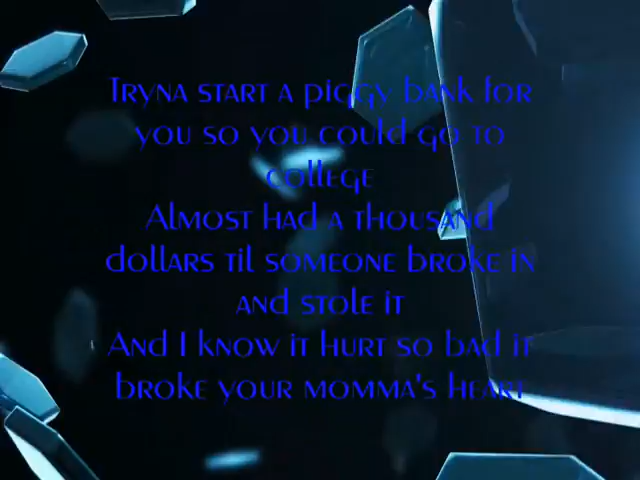 Tryna start a piggy bank for
you so you could go to
college
Almost had a thousand
dollars til someone broke in
and stole it
And I know it hurt so bad it
broke your momma's heart